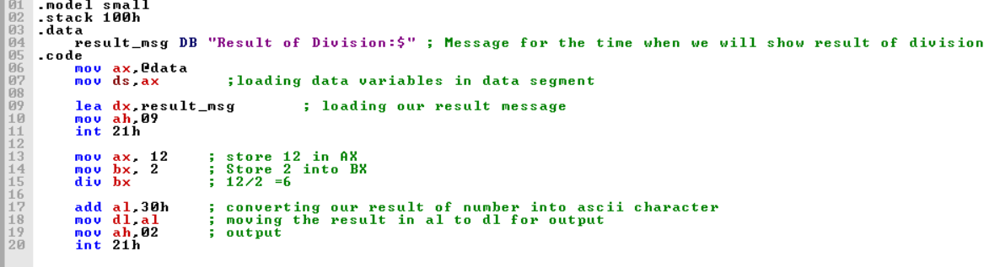 01 .model small
02 .stack 100h
03 .data
04     result_msg DB "Result of Division:$" ; Message for the time when we will show result of division
05 .code
06     mov ax,@data
07     mov ds,ax       ;loading data variables in data segment
08
09     lea dx,result_msg       ; loading our result message
10     mov ah,09
11     int 21h
12
13     mov ax, 12    ; store 12 in AX
14     mov bx, 2     ; Store 2 into BX
15     div bx        ; 12/2 =6
16
17     add al,30h    ; converting our result of number into ascii character
18     mov dl,al     ; moving the result in al to dl for output
19     mov ah,02     ; output
20     int 21h